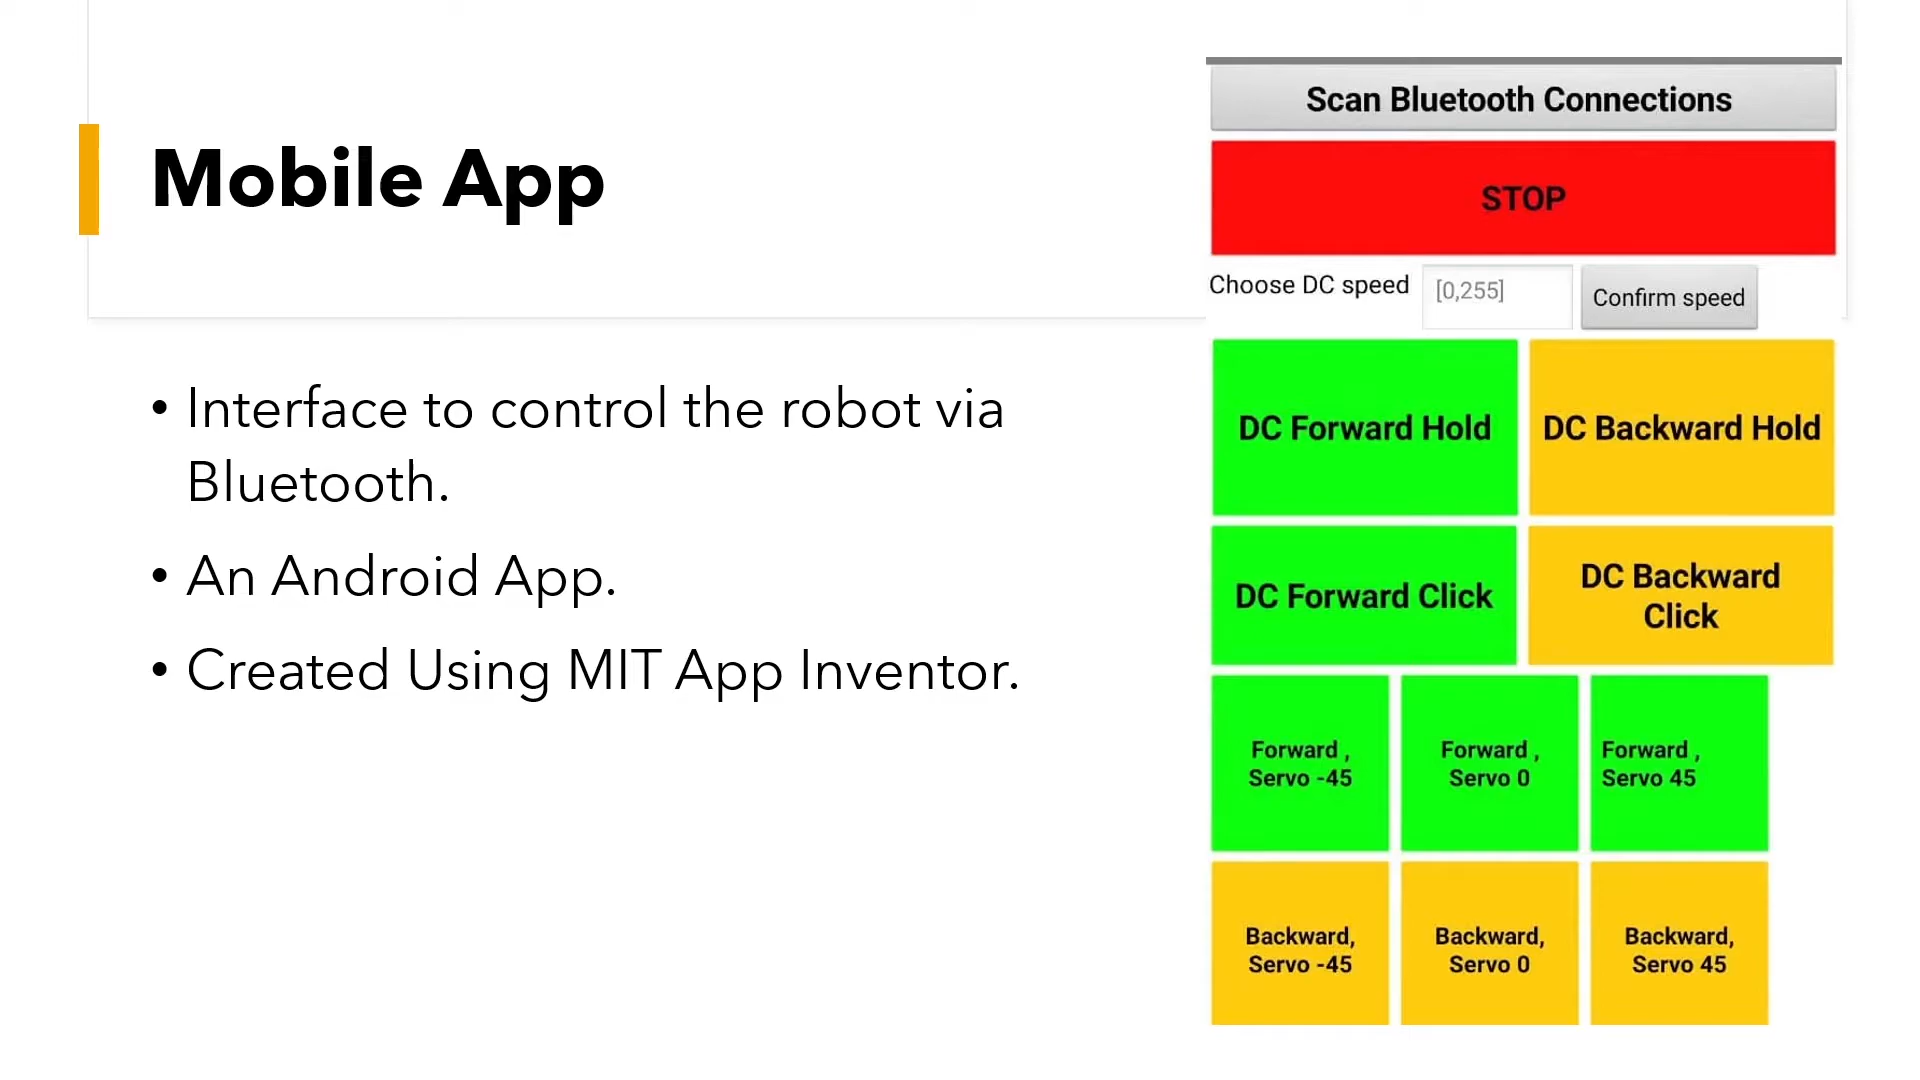 Mobile App
• Interface to control the robot via
Bluetooth.
• An Android App.
• Created Using MIT App Inventor.
Scan Bluetooth Connections
STOP
Choose DC speed [0,255] Confirm speed
DC Forward Hold
DC Backward Hold
DC Forward Click
DC Backward
Click
Forward ,
Servo -45
Forward ,
Servo 0
Forward ,
Servo 45
Backward,
Servo -45
Backward,
Servo 0
Backward,
Servo 45